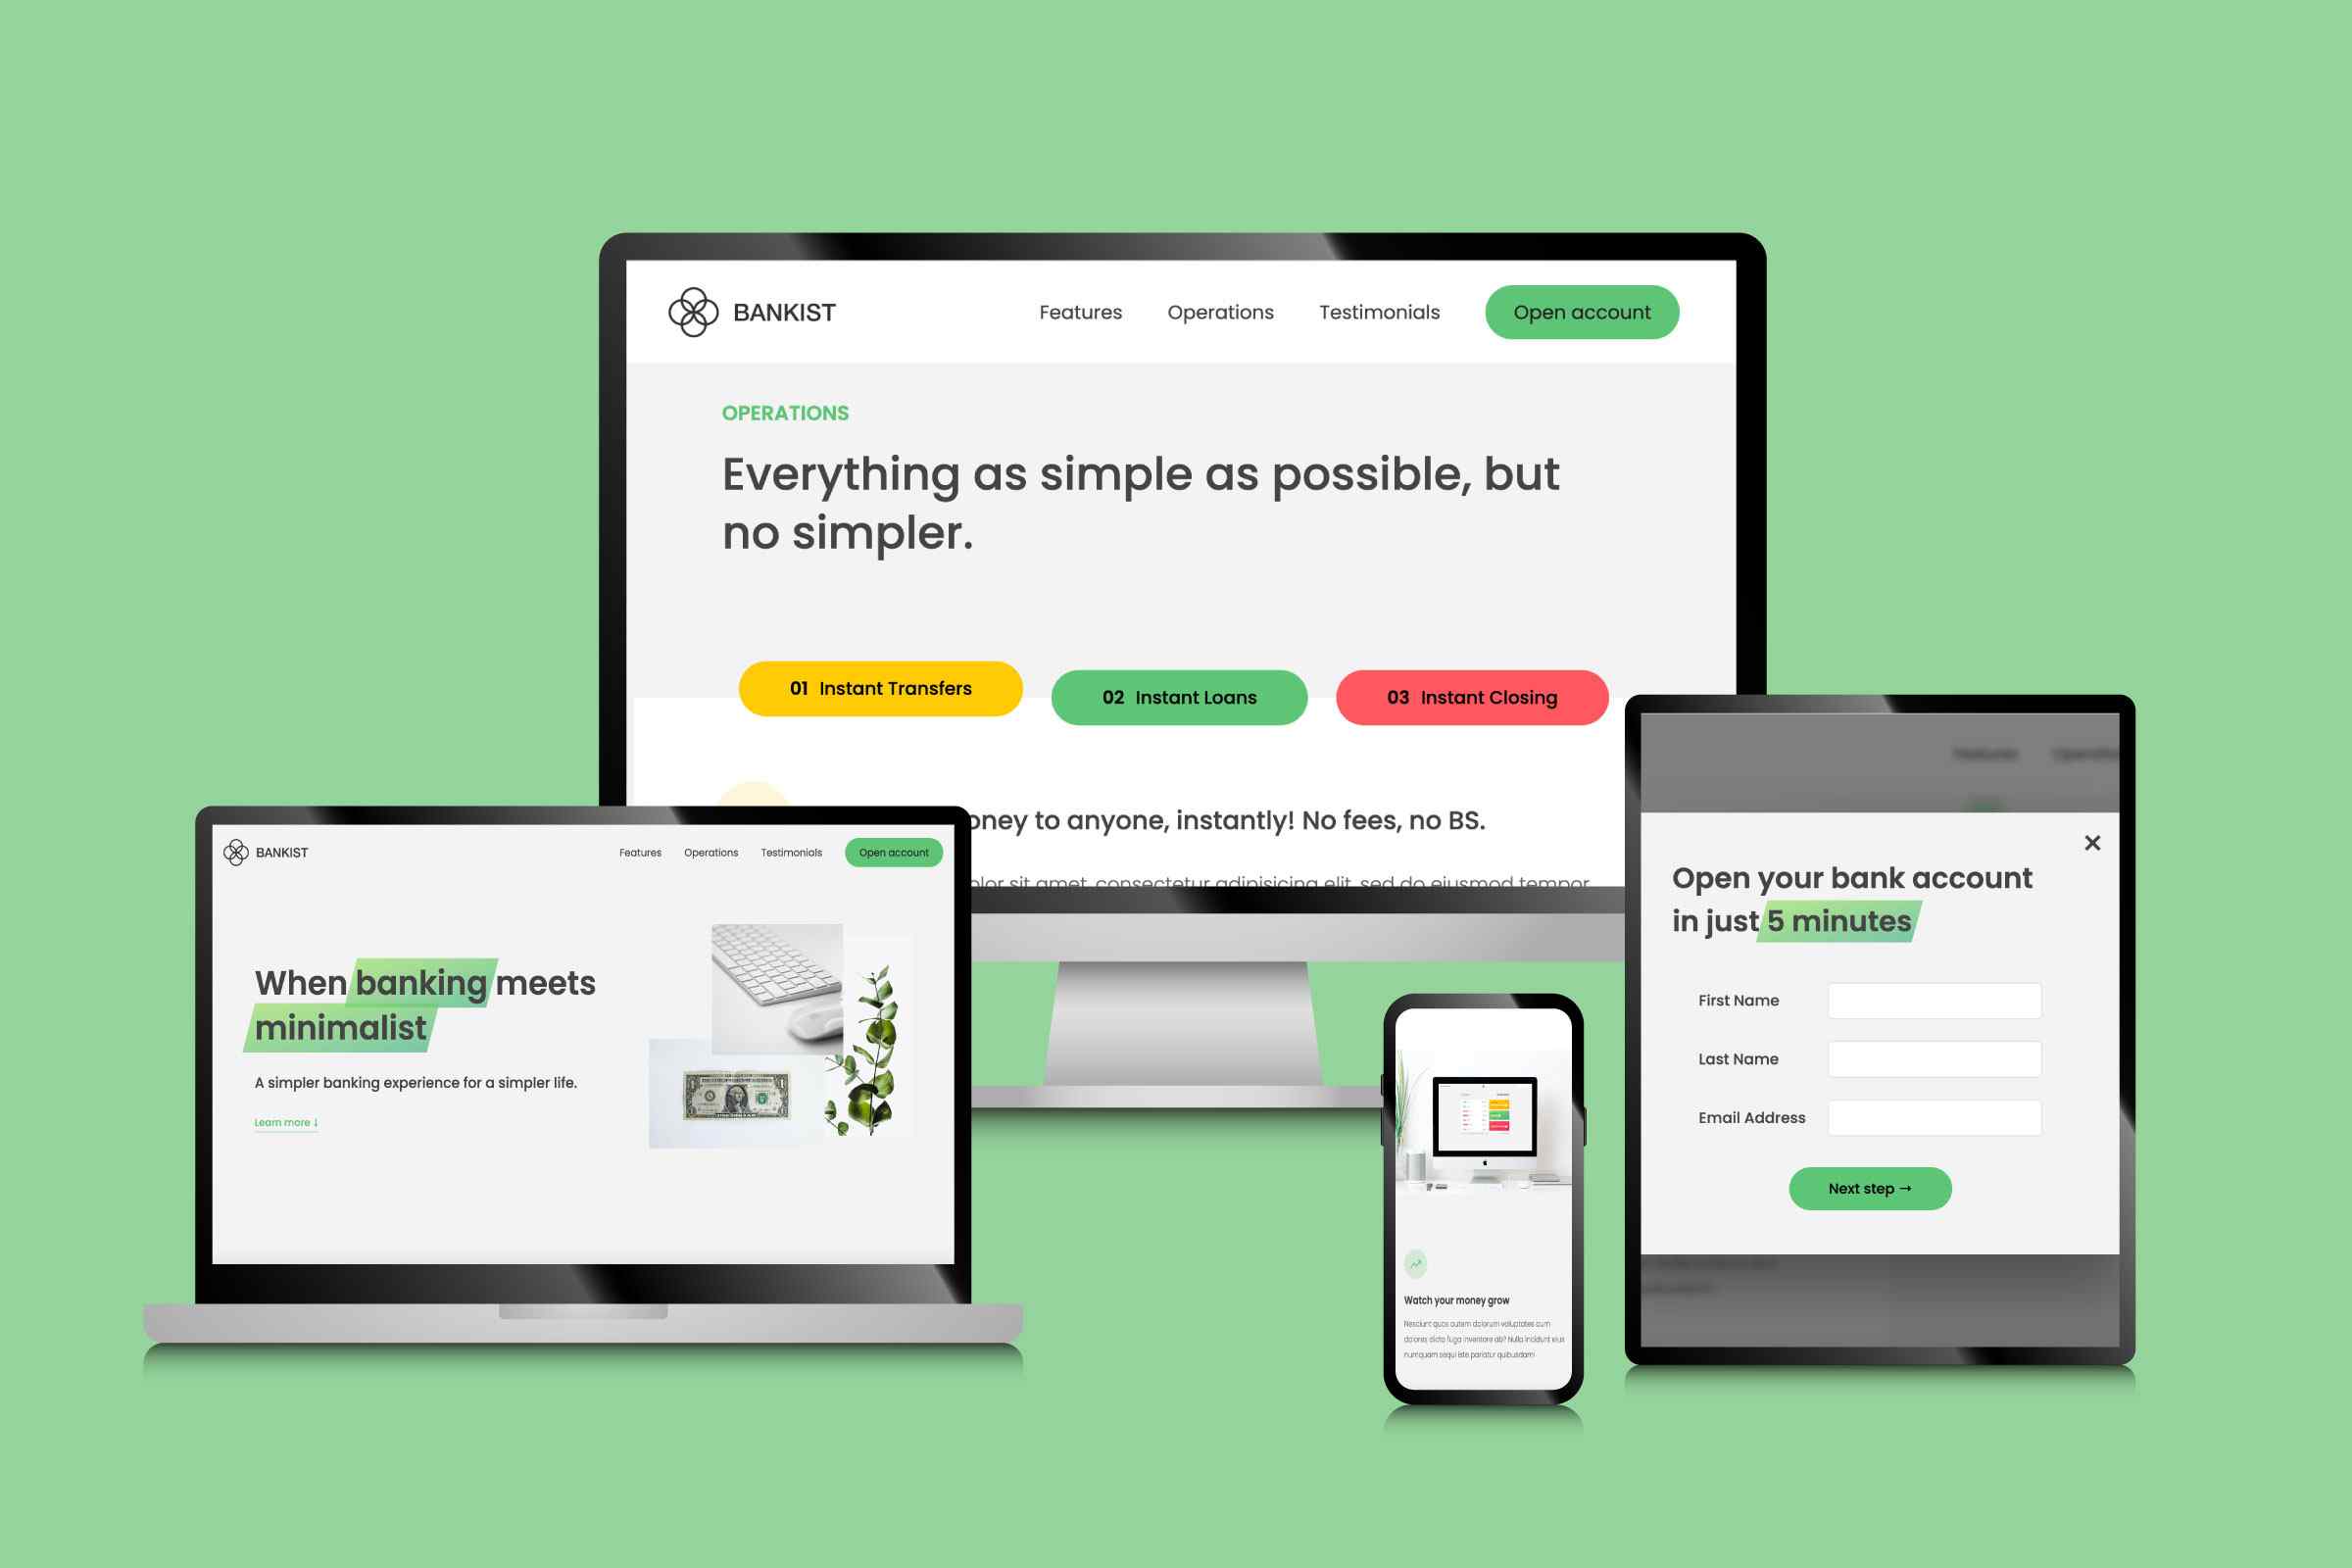 BANKIST
Features
Operations
Testimonials
Open account
OPERATIONS
Everything as simple as possible, but
no simpler.
01 Instant Transfers
02 Instant Loans
03 Instant Closing
to anyone, instantly! No fees, no BS.
sit amet, consectetur adipisicing elit, sed do eiusmod tempor
BANKIST
Features
Operations
Testimonials
Open account
When banking meets
minimalist
A simpler banking experience for a simpler life.
Learn more ↓
Features
Open your bank account
in just 5 minutes
First Name
Last Name
Email Address
Next step →
Watch your money grow
Nesciunt quos autem dolorum voluptates cum
dolores dicta fuga inventore ab? Nulla incidunt eius
numquam sequi iste pariatur quibusdam